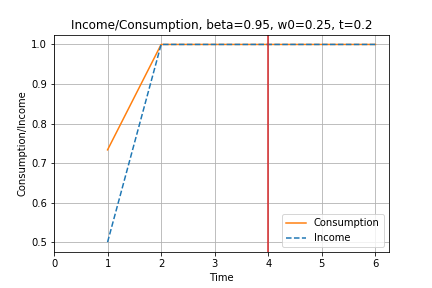 Income/Consumption, beta=0.95, w0=0.25, t=0.2
1.0
0.9
0.8
0.7
0.6
0.5
Consumption/Income
0 1 2 3 4 5 6
Time
Consumption
Income